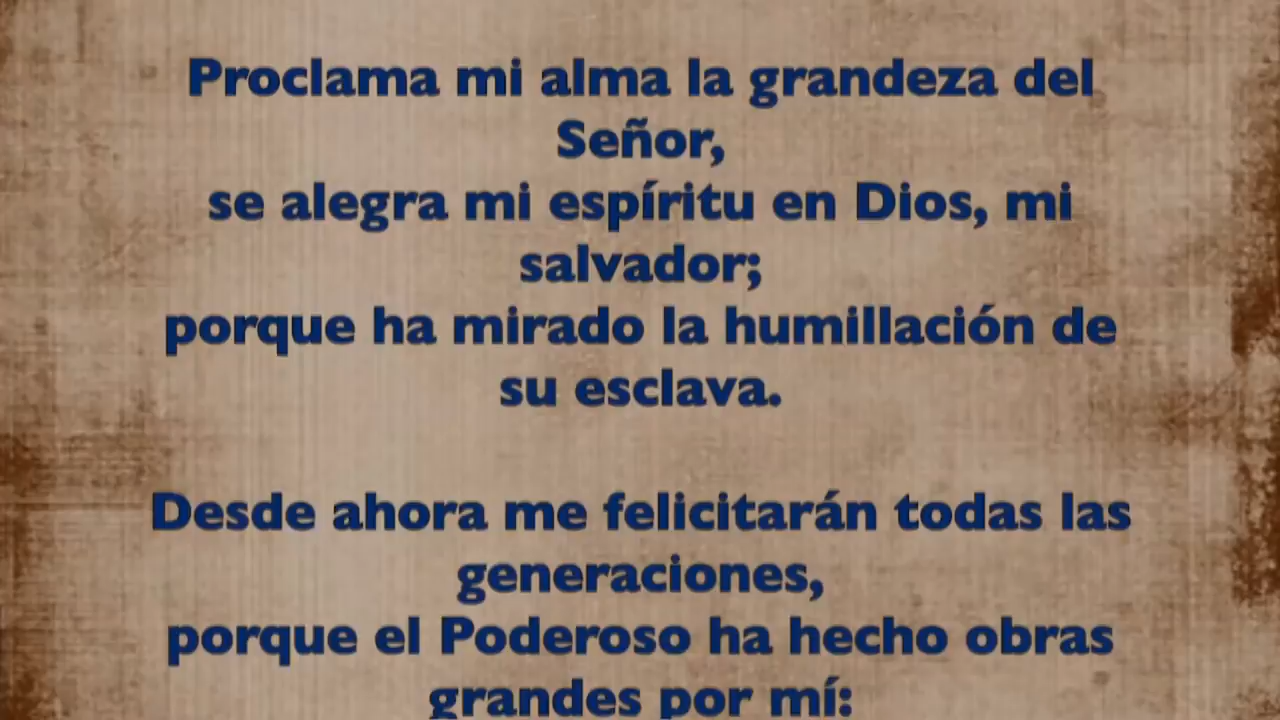 Proclama mi alma la grandeza del
Señor,
se alegra mi espíritu en Dios, mi
salvador;
porque ha mirado la humillación de
su esclava.
Desde ahora me felicitarán todas las
generaciones,
porque el Poderoso ha hecho obras
grandes por mí: